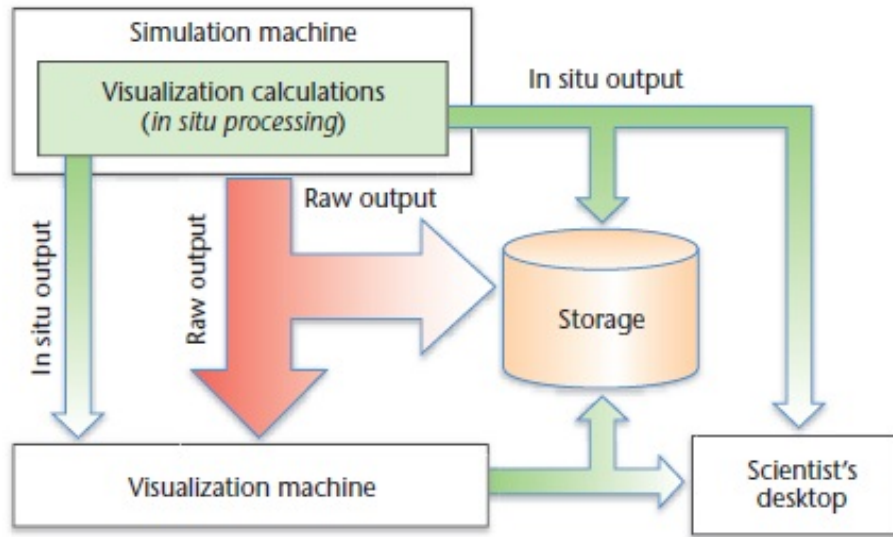 Simulation machine
Visualization calculations
(in situ processing)
In situ output
Raw output
Raw output
In situ output
Storage
Visualization machine
Scientist's
desktop